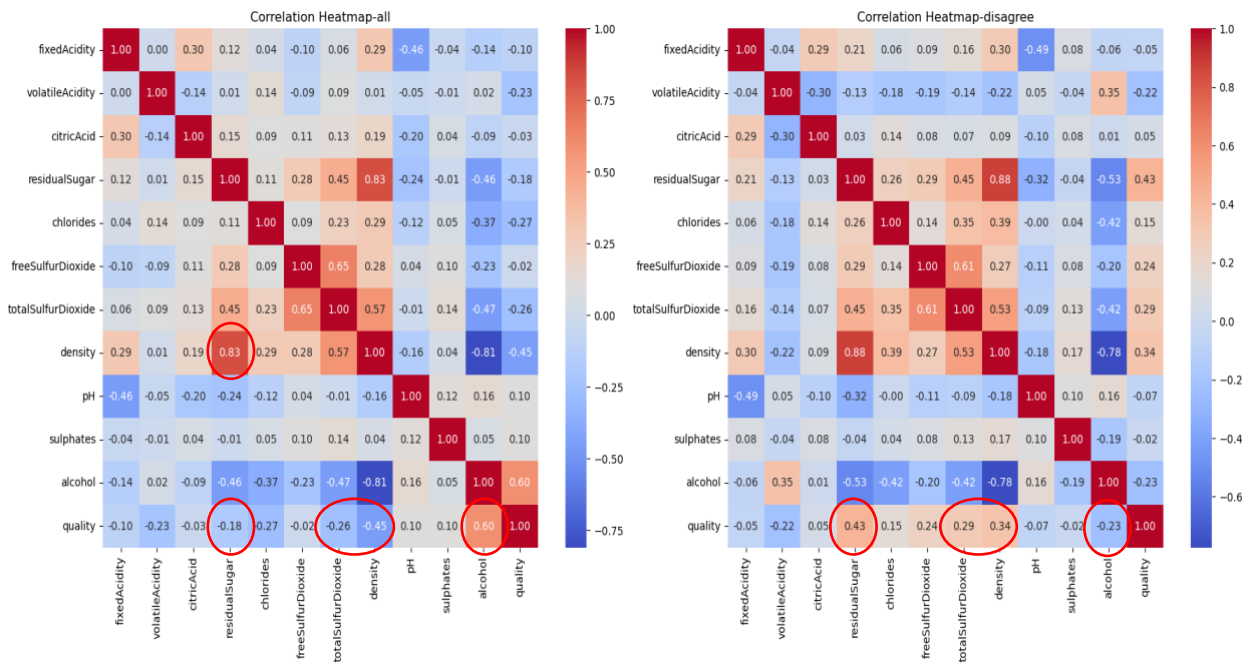 Correlation Heatmap-all
fixedAcidity 1.00 0.00 0.30 0.12 0.04 -0.10 0.06 0.29 -0.46 -0.04 -0.14 -0.10
volatileAcidity 0.00 1.00 -0.14 0.01 0.14 -0.09 0.09 0.01 -0.05 -0.01 0.02 -0.23
citricAcid 0.30 -0.14 1.00 0.15 0.09 0.11 0.13 0.19 -0.20 0.04 -0.09 -0.03
residualSugar 0.12 0.01 0.15 1.00 0.11 0.28 0.45 0.83 -0.24 -0.01 -0.46 -0.18
chlorides 0.04 0.14 0.09 0.11 1.00 0.09 0.23 0.29 -0.12 0.05 -0.37 -0.27
freeSulfurDioxide -0.10 -0.09 0.11 0.28 0.09 1.00 0.65 0.28 0.04 0.10 -0.23 -0.02
totalSulfurDioxide 0.06 0.09 0.13 0.45 0.23 0.65 1.00 0.57 -0.01 0.14 -0.47 -0.26
density 0.29 0.01 0.19 0.83 0.29 0.28 0.57 1.00 -0.16 0.04 -0.81 -0.45
pH -0.46 -0.05 -0.20 -0.24 -0.12 0.04 -0.01 -0.16 1.00 0.12 0.16 0.10
sulphates -0.04 -0.01 0.04 -0.01 0.05 0.10 0.14 0.04 0.12 1.00 0.05 0.10
alcohol -0.14 0.02 -0.09 -0.46 -0.37 -0.23 -0.47 -0.81 0.16 0.05 1.00 0.60
quality -0.10 -0.23 -0.03 -0.18 -0.27 -0.02 -0.26 -0.45 0.10 0.10 0.60 1.00
fixedAcidity
volatileAcidity
citricAcid
residualSugar
chlorides
freeSulfurDioxide
totalSulfurDioxide
density
pH
sulphates
alcohol
quality
1.00
0.75
0.50
0.25
0.00
-0.25
-0.50
-0.75
Correlation Heatmap-disagree
fixedAcidity 1.00 -0.04 0.29 0.21 0.06 0.09 0.16 0.30 -0.49 0.08 -0.06 -0.05
volatileAcidity -0.04 1.00 -0.30 -0.13 -0.18 -0.19 -0.14 -0.22 0.05 -0.04 0.35 -0.22
citricAcid 0.29 -0.30 1.00 0.03 0.14 0.08 0.07 0.09 -0.10 0.08 0.01 0.05
residualSugar 0.21 -0.13 0.03 1.00 0.26 0.29 0.45 0.88 -0.32 -0.04 -0.53 0.43
chlorides 0.06 -0.18 0.14 0.26 1.00 0.14 0.35 0.39 -0.00 0.04 -0.42 0.15
freeSulfurDioxide 0.09 -0.19 0.08 0.29 0.14 1.00 0.61 0.27 -0.11 0.08 -0.20 0.24
totalSulfurDioxide 0.16 -0.14 0.07 0.45 0.35 0.61 1.00 0.53 -0.09 0.13 -0.42 0.29
density 0.30 -0.22 0.09 0.88 0.39 0.27 0.53 1.00 -0.18 0.17 -0.78 0.34
pH -0.49 0.05 -0.10 -0.32 -0.00 -0.11 -0.09 -0.18 1.00 0.10 0.16 -0.07
sulphates 0.08 -0.04 0.08 -0.04 0.04 0.08 0.13 0.17 0.10 1.00 -0.19 -0.02
alcohol -0.06 0.35 0.01 -0.53 -0.42 -0.20 -0.42 -0.78 0.16 -0.19 1.00 -0.23
quality -0.05 -0.22 0.05 0.43 0.15 0.24 0.29 0.34 -0.07 -0.02 -0.23 1.00
fixedAcidity
volatileAcidity
citricAcid
residualSugar
chlorides
freeSulfurDioxide
totalSulfurDioxide
density
pH
sulphates
alcohol
quality
1.0
0.8
0.6
0.4
0.2
0.0
-0.2
-0.4
-0.6